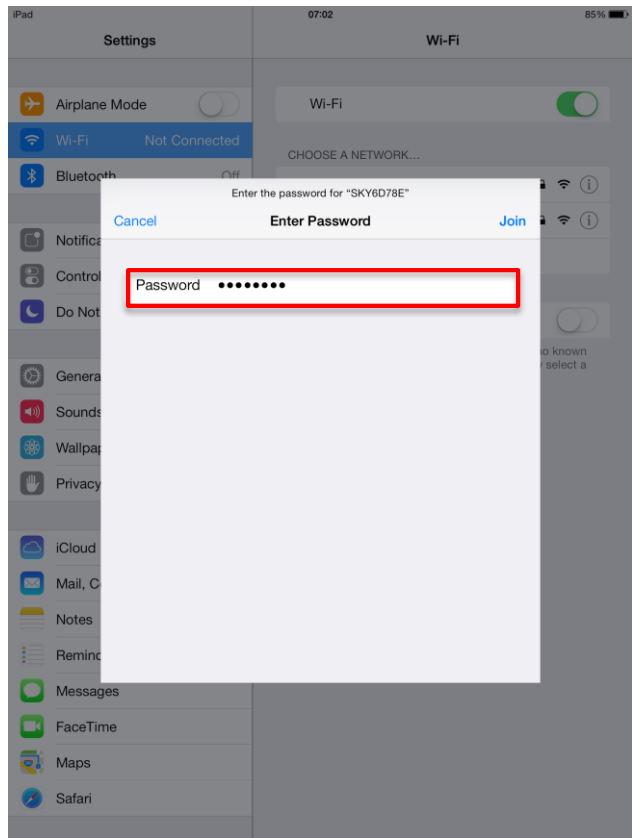 iPad 07:02 85%
Settings
Wi-Fi
Airplane Mode
Wi-Fi Not Connected
Bluetooth Off
Notifica
Control
Do Not
Genera
Sounds
Wallpap
Privacy
iCloud
Mail, C
Notes
Remind
Messages
FaceTime
Maps
Safari
Wi-Fi
CHOOSE A NETWORK...
Enter the password for “SKY6D78E”
Cancel Enter Password Join
Password ••••••••
known
select a